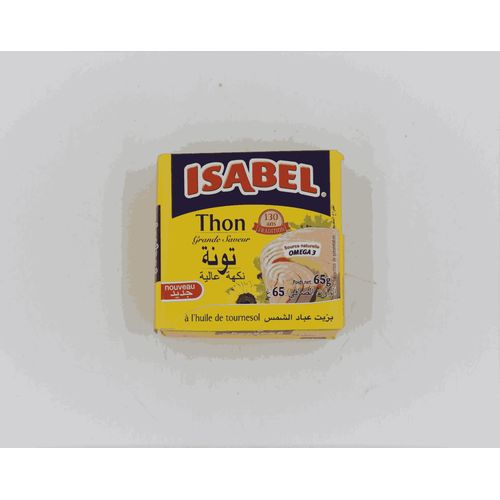 ISABEL®
Thon
130
ans
TRADITION
Grande Saveur
تونة
نكهة عالية
Source naturelle
OMEGA 3
nouveau
جديد
Poids net: 65g
65
à l'huile de tournesol بزيت عباد الشمس